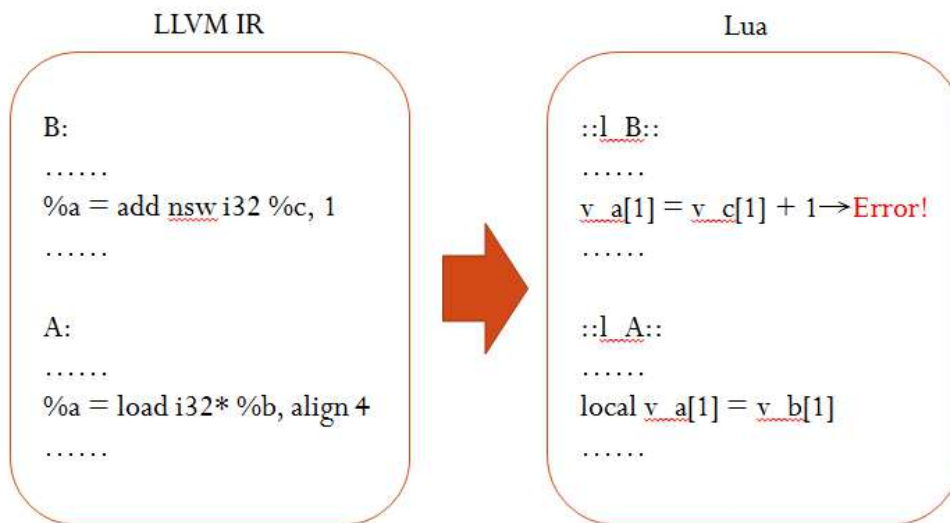 LLVM IR
B:
......
%a = add nsw i32 %c, 1
......
A:
......
%a = load i32* %b, align 4
......
Lua
::l_B::
......
v_a[1] = v_c[1] + 1→Error!
......
::l_A::
......
local v_a[1] = v_b[1]
......